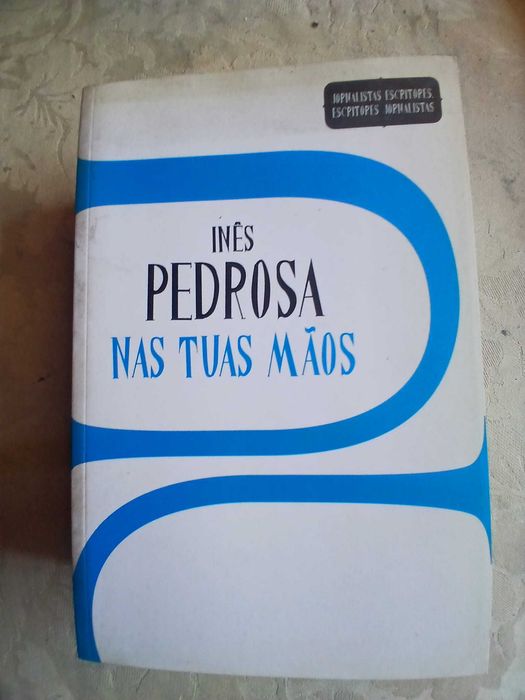 JORNALISTAS ESCRITORES,
ESCRITORES JORNALISTAS
INÊS
PEDROSA
NAS TUAS MÃOS